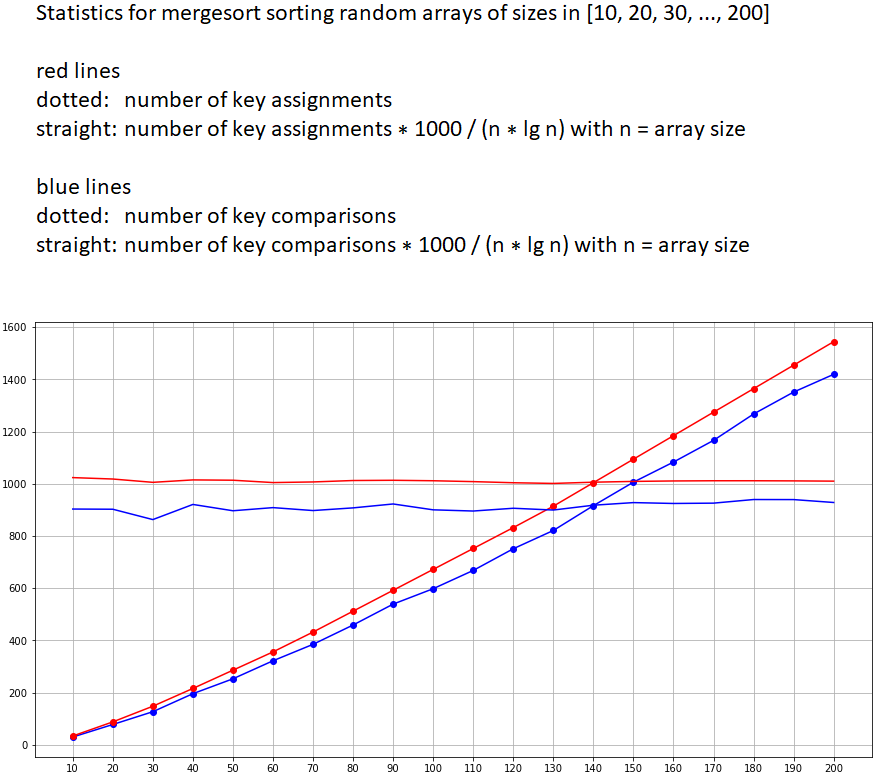 Statistics for mergesort sorting random arrays of sizes in [10, 20, 30, ..., 200]
red lines
dotted: number of key assignments
straight: number of key assignments * 1000 / (n * lg n) with n = array size
blue lines
dotted: number of key comparisons
straight: number of key comparisons * 1000 / (n * lg n) with n = array size
1600
1400
1200
1000
800
600
400
200
0
10 20 30 40 50 60 70 80 90 100 110 120 130 140 150 160 170 180 190 200